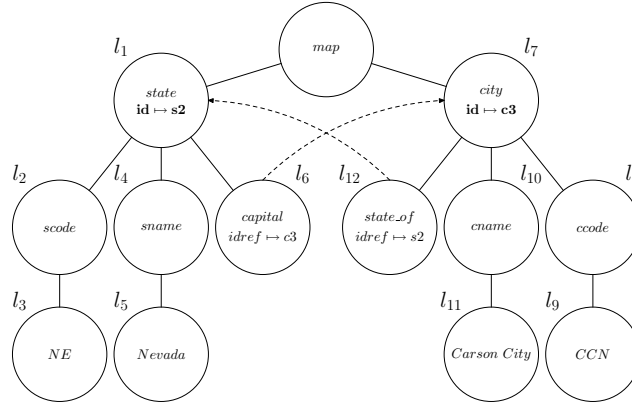 map
l1
l7
state
id ↦ s2
city
id ↦ c3
l2
l4
l6
l12
l10
l
scode
sname
capital
idref ↦ c3
state_of
idref ↦ s2
cname
ccode
l3
l5
l11
l9
NE
Nevada
Carson City
CCN